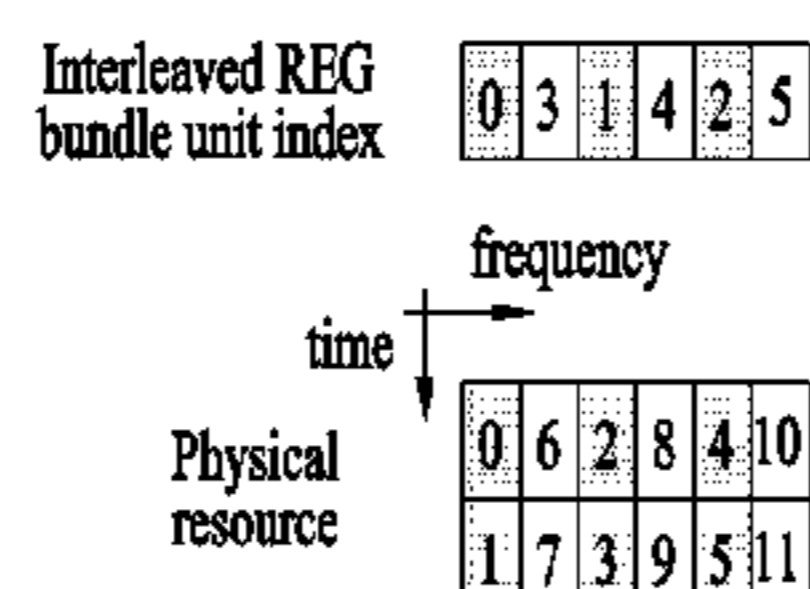 Interleaved REG
bundle unit index
0 3 1 4 2 5
frequency
time
Physical
resource
0 6 2 8 4 10
1 7 3 9 5 11